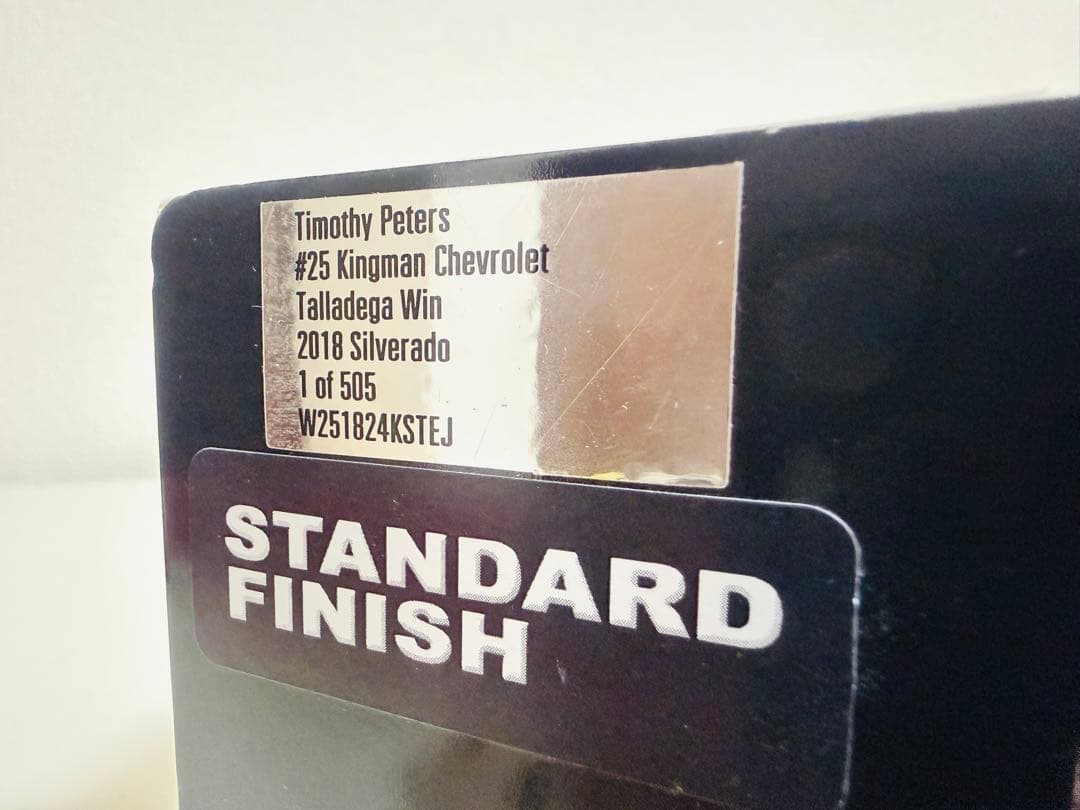 Timothy Peters
#25 Kingman Chevrolet
Talladega Win
2018 Silverado
1 of 505
W251824KSTEJ
STANDARD
FINISH